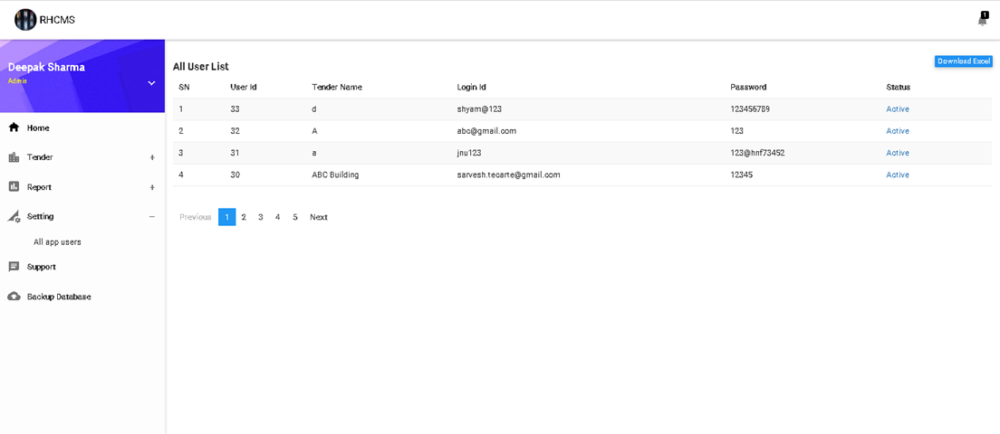 RHCMS
1
Deepak Sharma
Admin
Home
Tender +
Report +
Setting –
All app users
Support
Backup Database
All User List
Download Excel
SN User Id Tender Name Login Id Password Status
1 33 d shyam@123 123456789 Active
2 32 A abc@gmail.com 123 Active
3 31 a jnu123 123@hnf73452 Active
4 30 ABC Building sarvesh.tecarte@gmail.com 12345 Active
Previous 1 2 3 4 5 Next